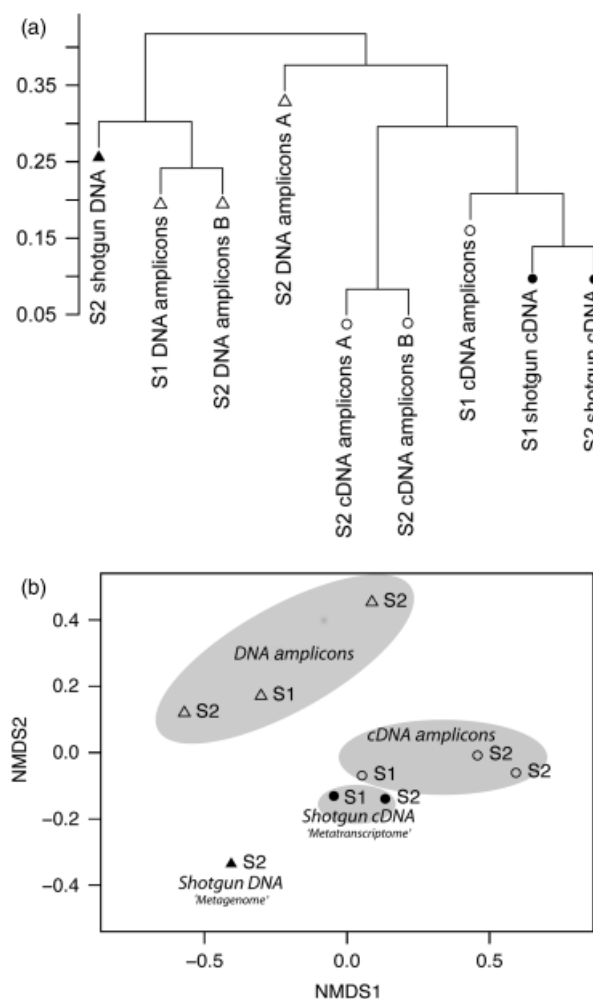 (a)
0.35
0.25
0.15
0.05
S2 shotgun DNA
S1 DNA amplicons
S2 DNA amplicons B
S2 DNA amplicons A
S2 cDNA amplicons A
S2 cDNA amplicons B
S1 cDNA amplicons
S1 shotgun cDNA
S2 shotgun cDNA
(b)
NMDS2
0.4
0.2
0.0
−0.2
−0.4
S2
DNA amplicons
S1
S2
cDNA amplicons
S2
S2
S1
S1
S2
Shotgun cDNA
'Metatranscriptome'
S2
Shotgun DNA
'Metagenome'
−0.5
0.0
0.5
NMDS1